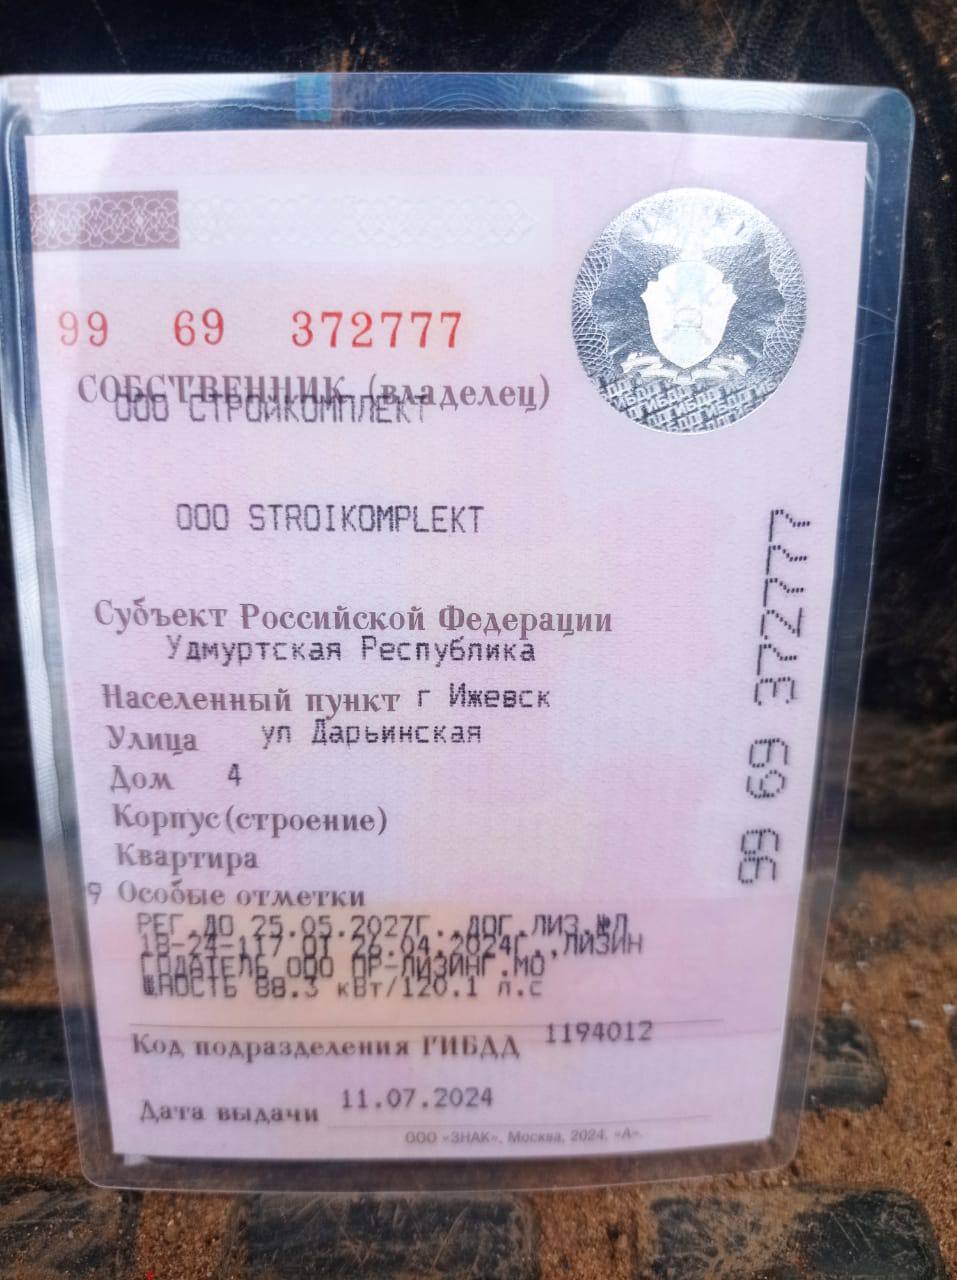 99 69 372777
СОБСТВЕННИК (владелец)
ООО СТРОЙКОМПЛЕКТ
ООО STROIKOMPLEKT
Субъект Российской Федерации
Удмуртская Республика
Населенный пункт г Ижевск
Улица ул Дарьинская
Дом 4
Корпус(строение)
Квартира
9 Особые отметки
РЕГ.ДО 25.05.2027Г.,ДОГ.ЛИЗ.№Л
18-24-117 ОТ 26.04.2024Г.,ЛИЗИН
ГОДАТЕЛЬ ООО ПР-ЛИЗИНГ.МО
ЩНОСТЬ 88.3 кВт/120.1 л.с
Код подразделения ГИБДД 1194012
Дата выдачи 11.07.2024
ООО «ЗНАК», Москва, 2024, «А».
99 69 372777